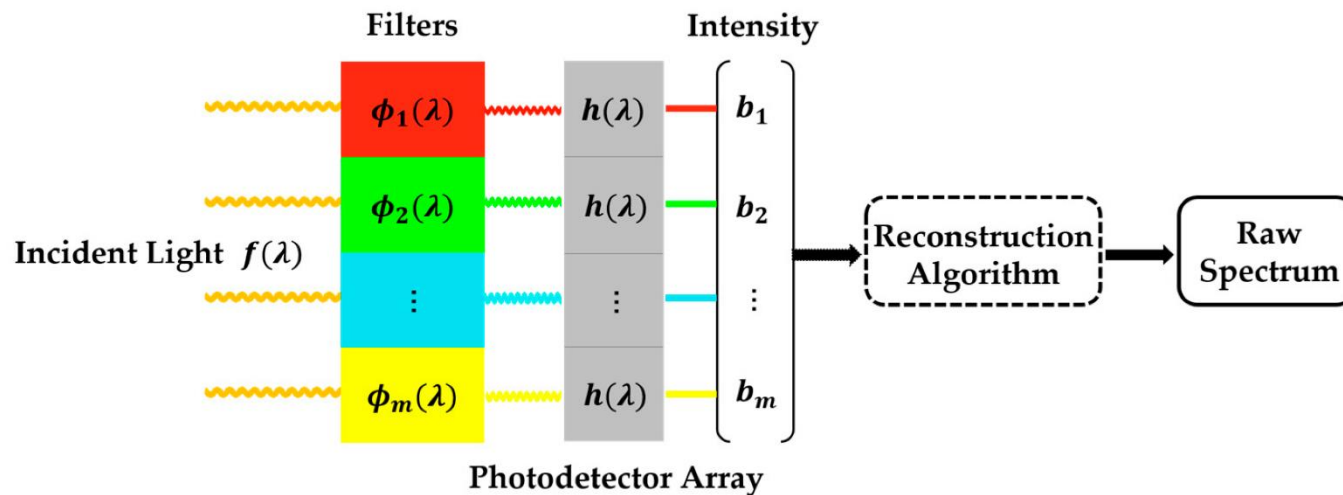 Filters
Intensity
ϕ₁(λ)
h(λ)
b₁
ϕ₂(λ)
h(λ)
b₂
Incident Light f(λ)
Reconstruction
Algorithm
Raw
Spectrum
⋮
⋮
⋮
ϕₘ(λ)
h(λ)
bₘ
Photodetector Array